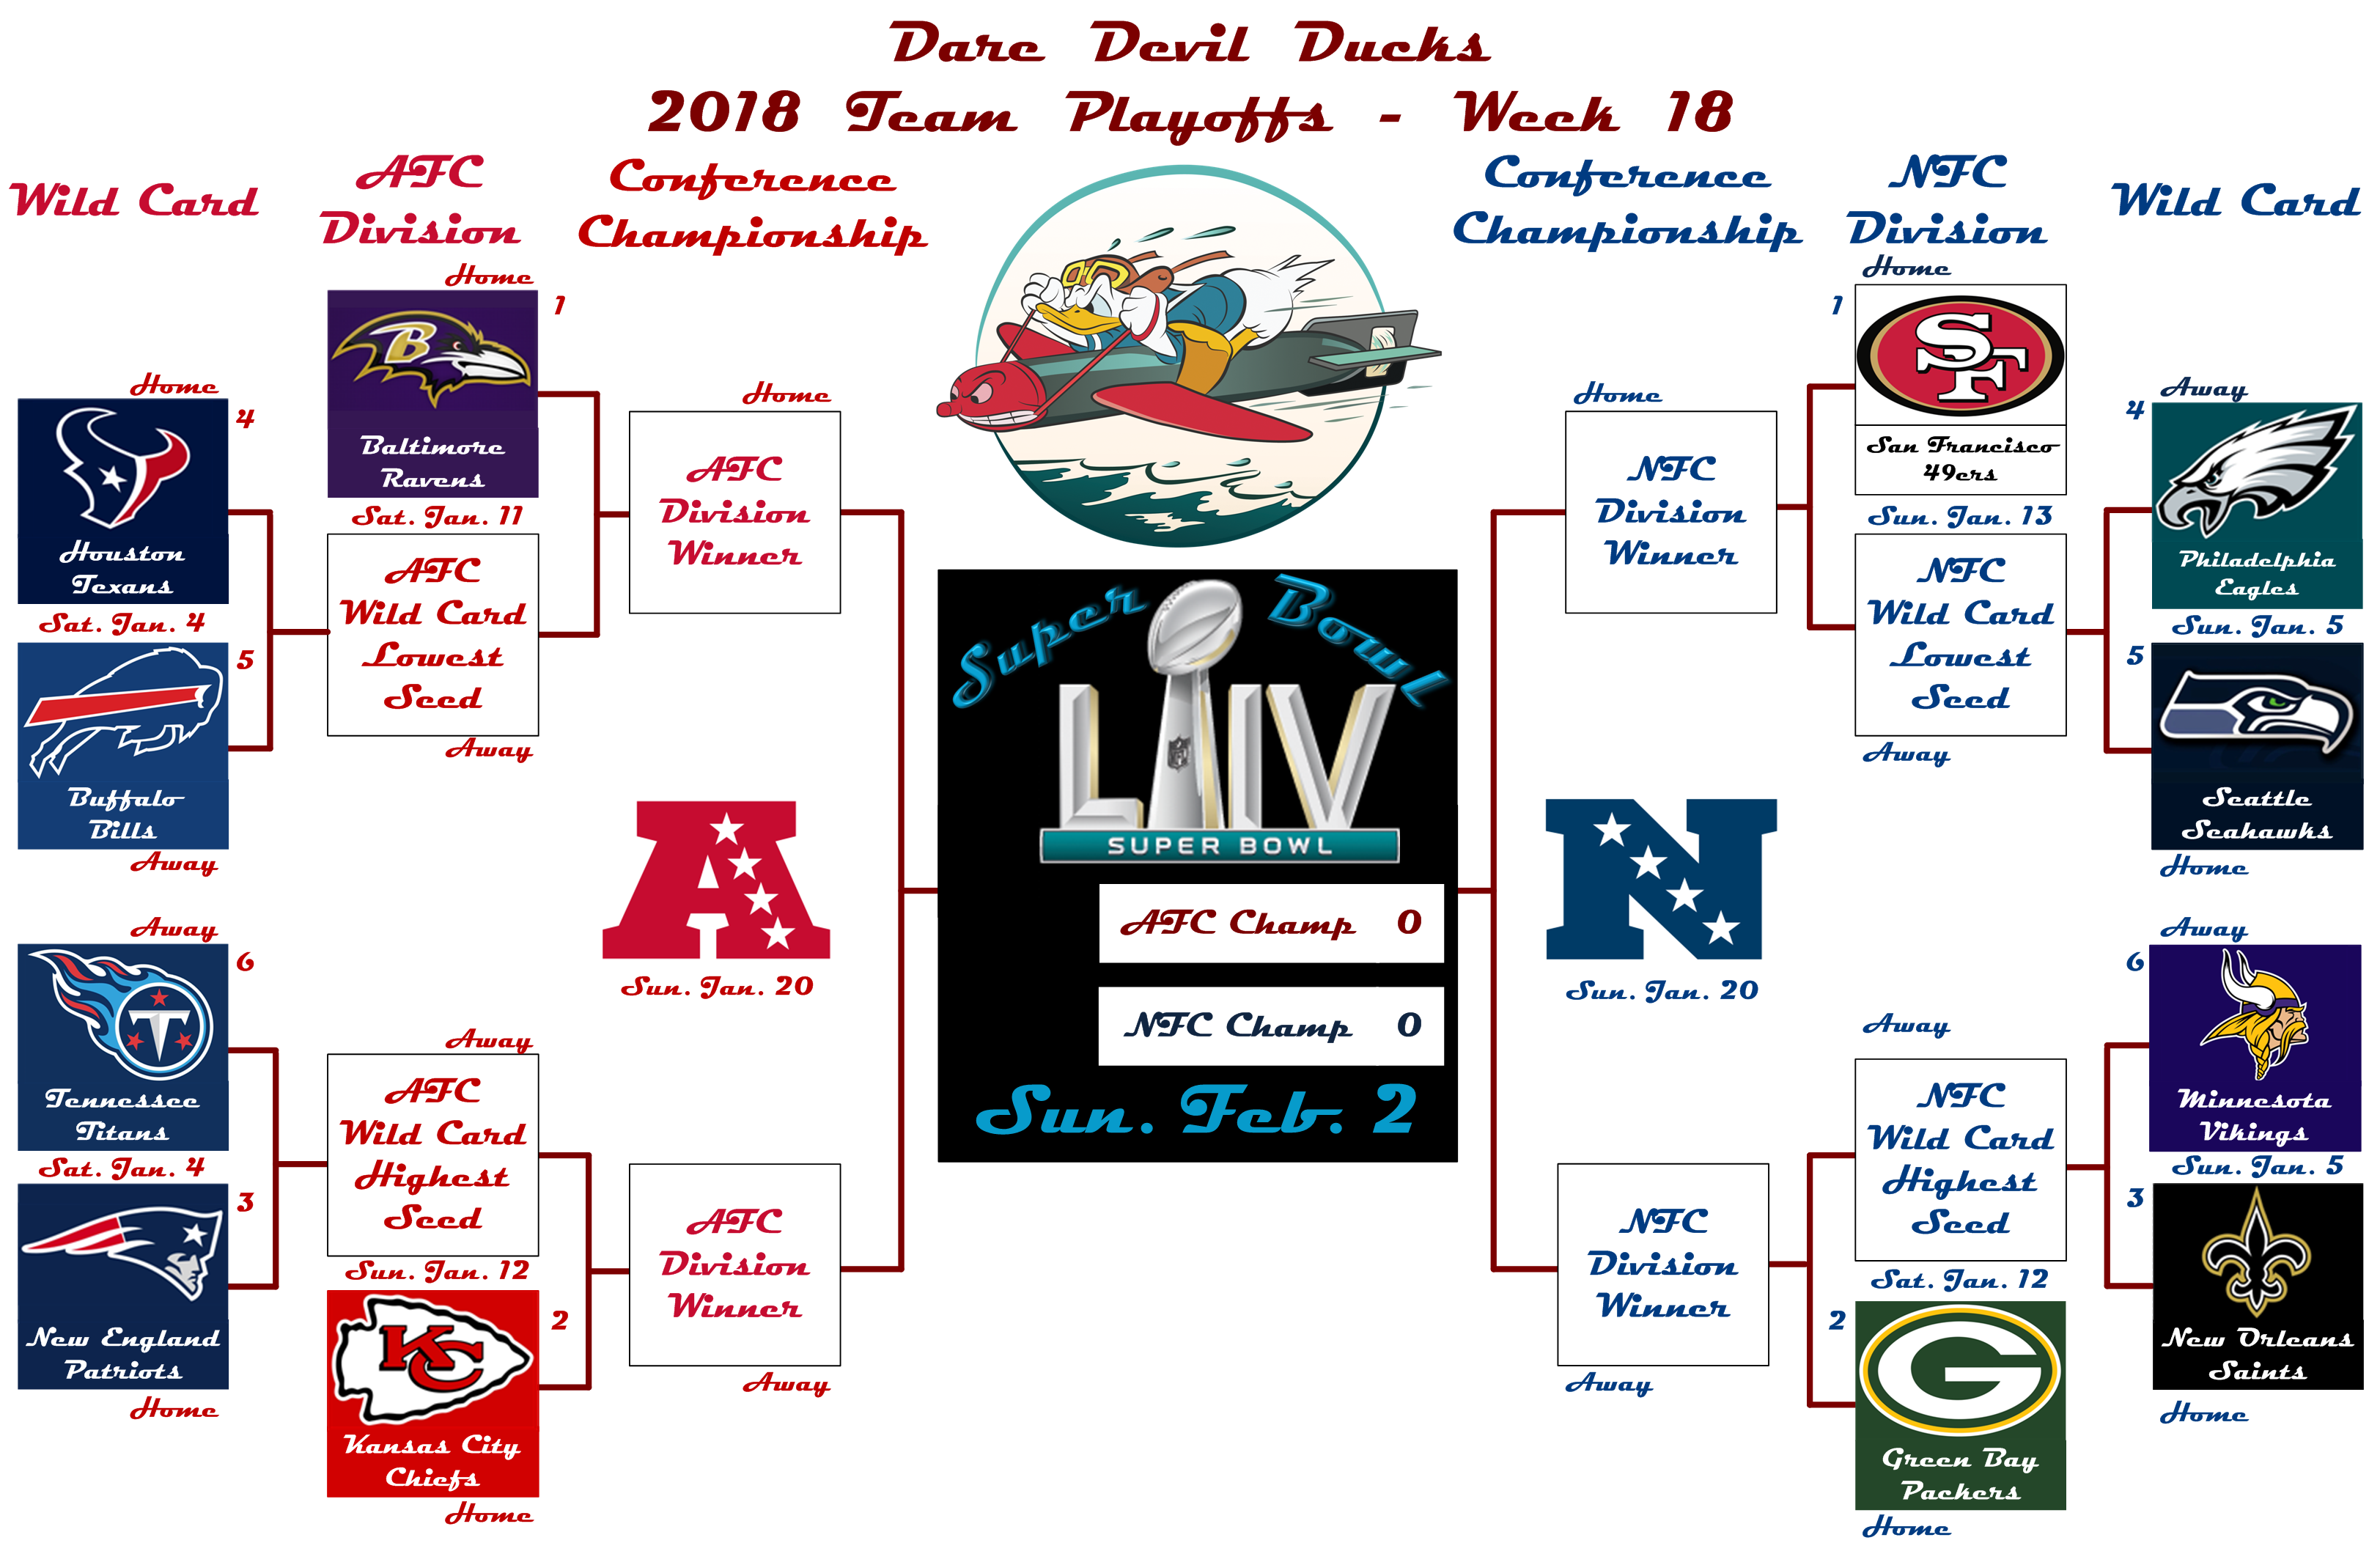 Dare Devil Ducks
2018 Team Playoffs - Week 18
Wild Card
AFC
Division
Conference
Championship
Conference
Championship
NFC
Division
Wild Card
Home
4
Houston
Texans
Sat. Jan. 4
5
Buffalo
Bills
Away
Away
6
T
Tennessee
Titans
Sat. Jan. 4
3
New England
Patriots
Home
Home
1
B
Baltimore
Ravens
Sat. Jan. 11
AFC
Wild Card
Lowest
Seed
Away
Away
AFC
Wild Card
Highest
Seed
Sun. Jan. 12
2
KC
Kansas City
Chiefs
Home
Home
AFC
Division
Winner
A
Sun. Jan. 20
AFC
Division
Winner
Away
Super Bowl
LIV
NFL
SUPER BOWL
AFC Champ 0
NFC Champ 0
Sun. Feb. 2
Home
NFC
Division
Winner
N
Sun. Jan. 20
NFC
Division
Winner
Away
Home
1
SF
San Francisco
49ers
Sun. Jan. 13
NFC
Wild Card
Lowest
Seed
Away
Away
NFC
Wild Card
Highest
Seed
Sat. Jan. 12
2
G
Green Bay
Packers
Home
Away
4
Philadelphia
Eagles
Sun. Jan. 5
5
Seattle
Seahawks
Home
Away
6
Minnesota
Vikings
Sun. Jan. 5
3
New Orleans
Saints
Home